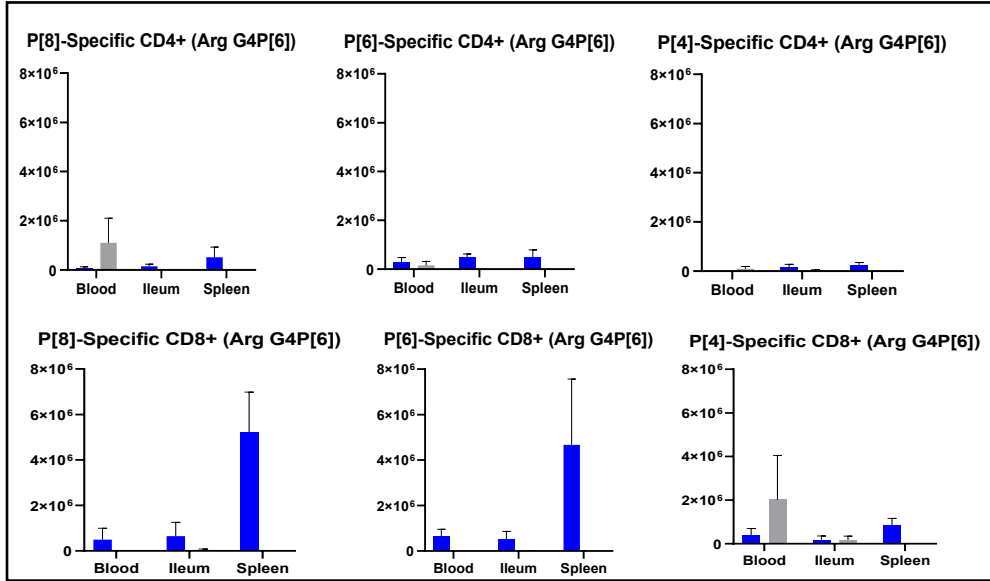 P[8]-Specific CD4+ (Arg G4P[6])
8×10⁶
6×10⁶
4×10⁶
2×10⁶
0
Blood Ileum Spleen
P[6]-Specific CD4+ (Arg G4P[6])
8×10⁶
6×10⁶
4×10⁶
2×10⁶
0
Blood Ileum Spleen
P[4]-Specific CD4+ (Arg G4P[6])
8×10⁶
6×10⁶
4×10⁶
2×10⁶
0
Blood Ileum Spleen
P[8]-Specific CD8+ (Arg G4P[6])
8×10⁶
6×10⁶
4×10⁶
2×10⁶
0
Blood Ileum Spleen
P[6]-Specific CD8+ (Arg G4P[6])
8×10⁶
6×10⁶
4×10⁶
2×10⁶
0
Blood Ileum Spleen
P[4]-Specific CD8+ (Arg G4P[6])
8×10⁶
6×10⁶
4×10⁶
2×10⁶
0
Blood Ileum Spleen